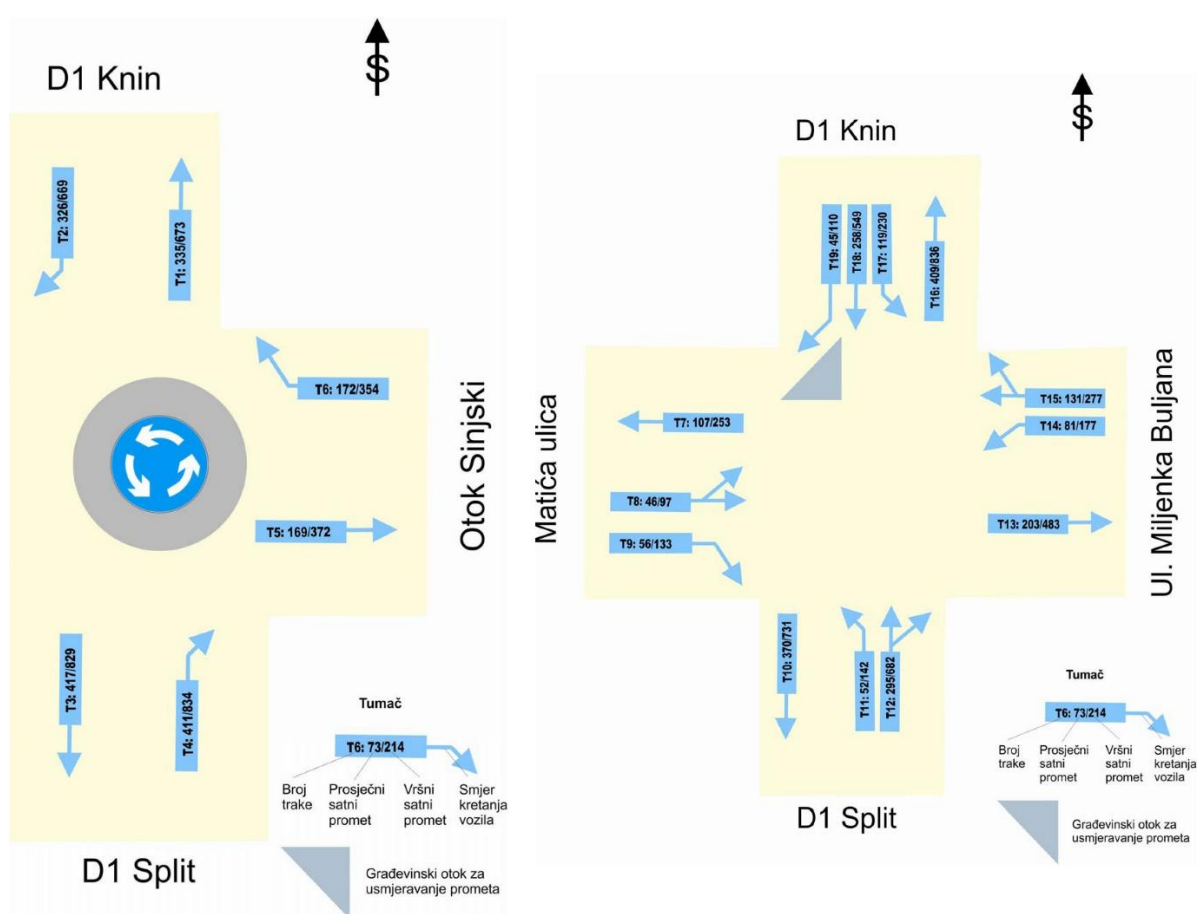 D1 Knin
S
T2: 326/669
T1: 335/673
T6: 172/354
Otok Sinjski
T5: 169/372
T3: 417/829
T4: 411/834
Tumač
T6: 73/214
Broj
trake
Prosječni
satni
promet
Vršni
satni
promet
Smjer
kretanja
vozila
Građevinski otok za
usmjeravanje prometa
D1 Split
S
D1 Knin
T19: 45/110
T18: 258/549
T17: 119/230
T16: 409/836
Matića ulica
T7: 107/253
T15: 131/277
T14: 81/177
T8: 46/97
T9: 56/133
T13: 203/483
Ul. Miljenka Buljana
T10: 370/731
T11: 52/142
T12: 295/682
Tumač
T6: 73/214
Broj
trake
Prosječni
satni
promet
Vršni
satni
promet
Smjer
kretanja
vozila
Građevinski otok za
usmjeravanje prometa
D1 Split